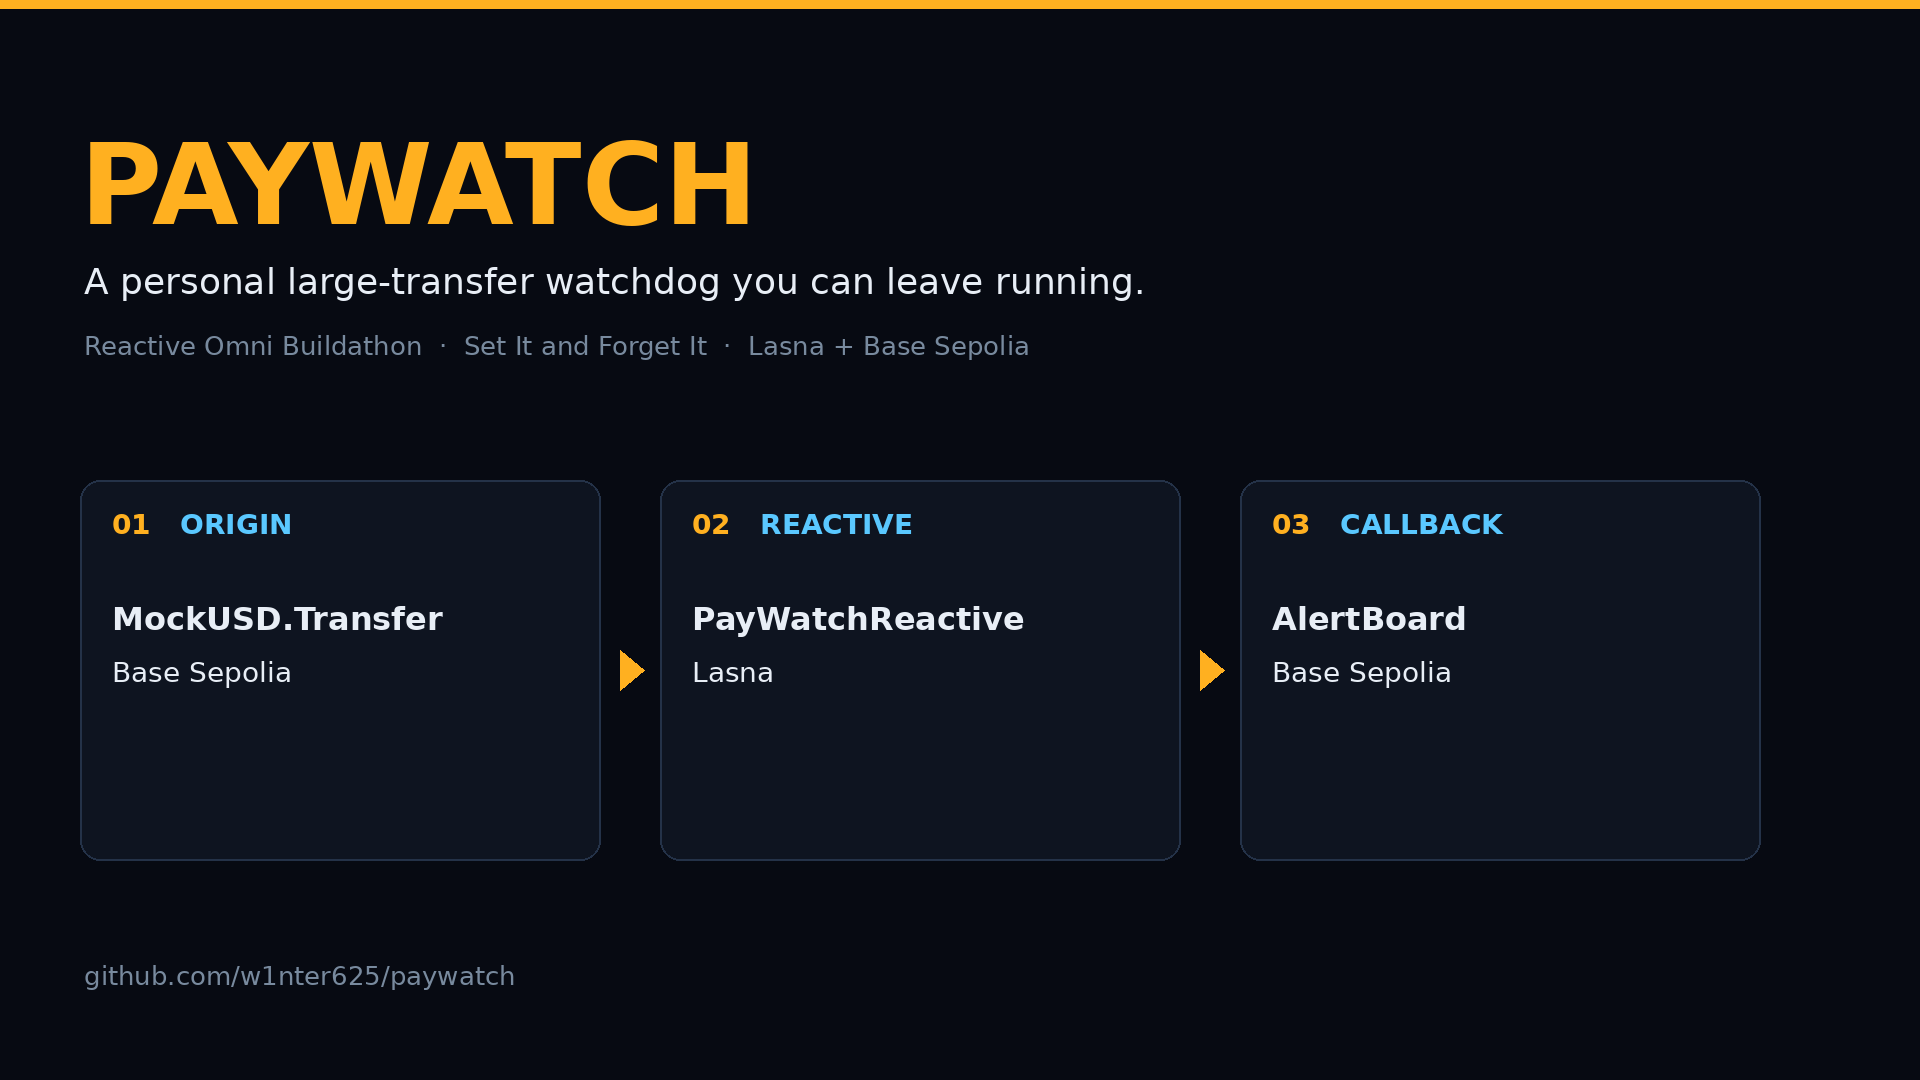 PAYWATCH
A personal large-transfer watchdog you can leave running.
Reactive Omni Buildathon · Set It and Forget It · Lasna + Base Sepolia
01 ORIGIN
MockUSD.Transfer
Base Sepolia
02 REACTIVE
PayWatchReactive
Lasna
03 CALLBACK
AlertBoard
Base Sepolia
github.com/w1nter625/paywatch